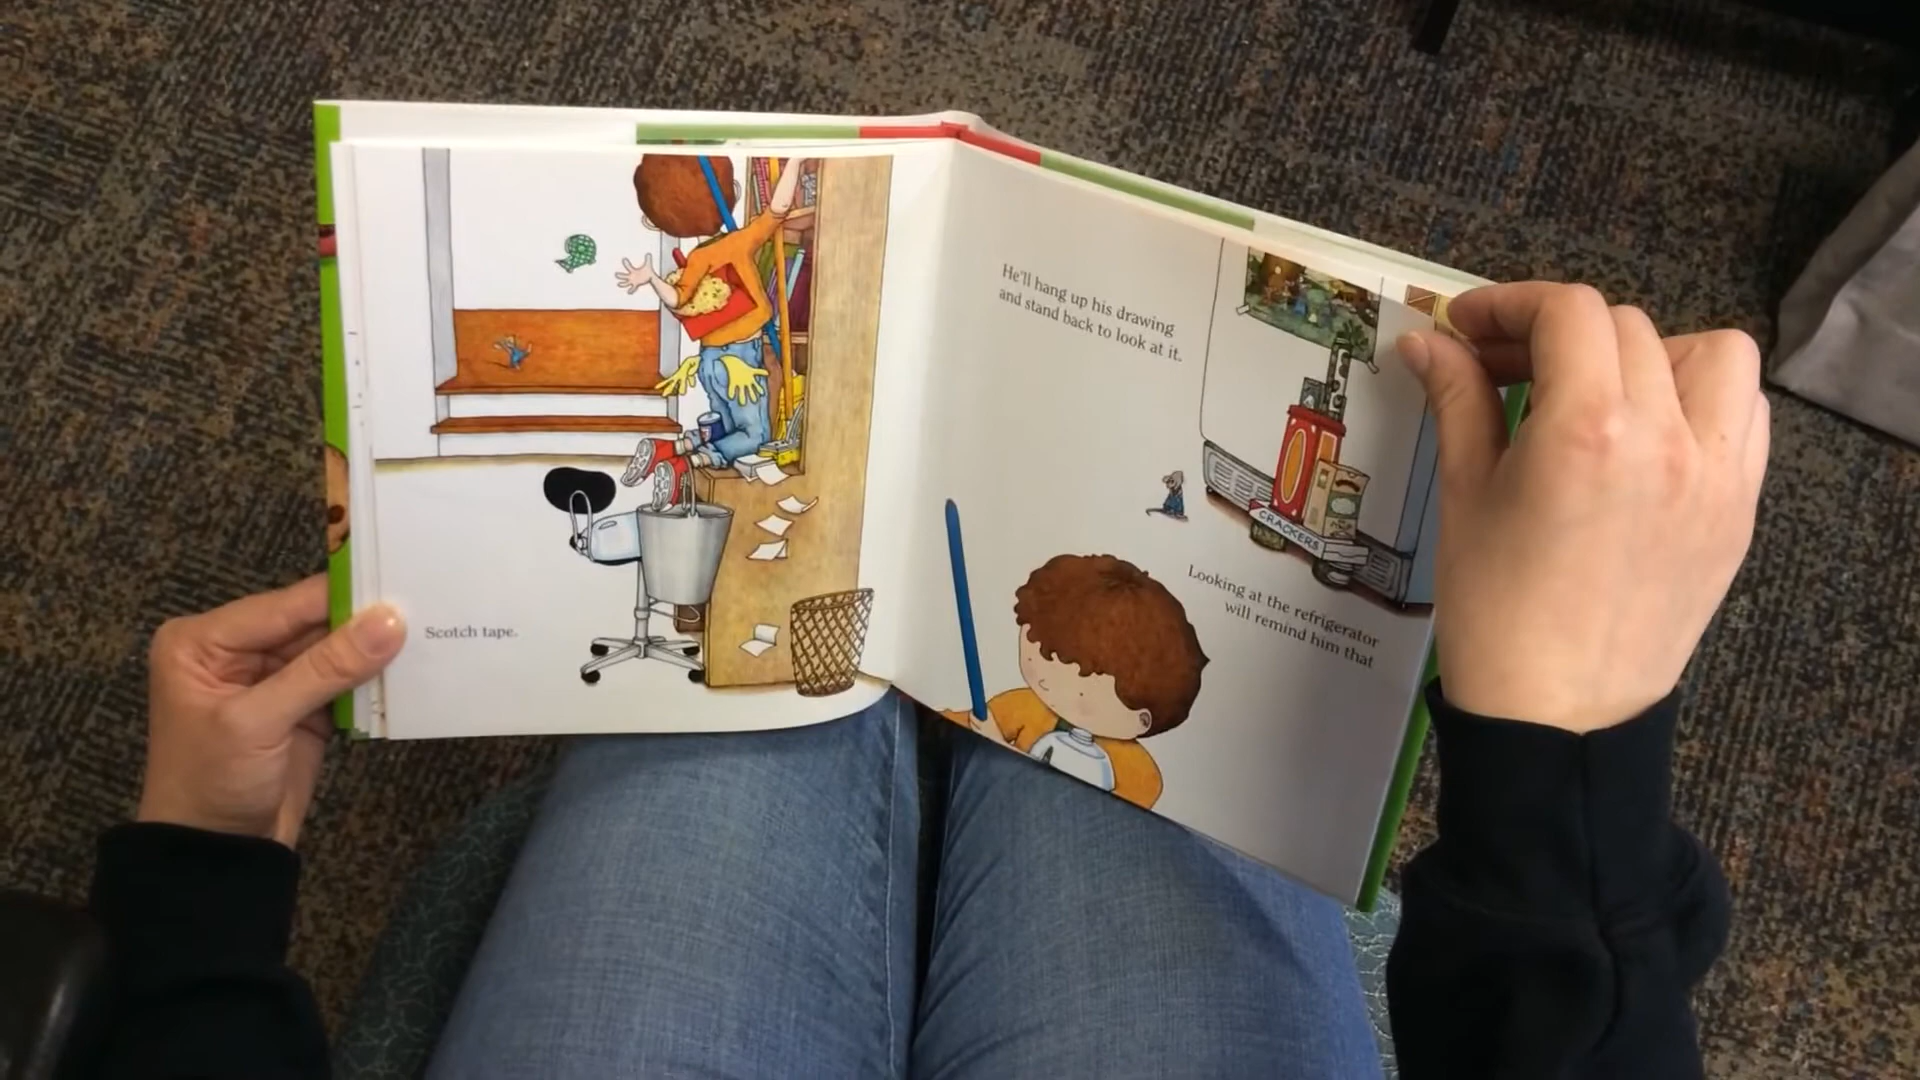 Scotch tape.
He'll hang up his drawing
and stand back to look at it.
CRACKERS
Looking at the refrigerator
will remind him that